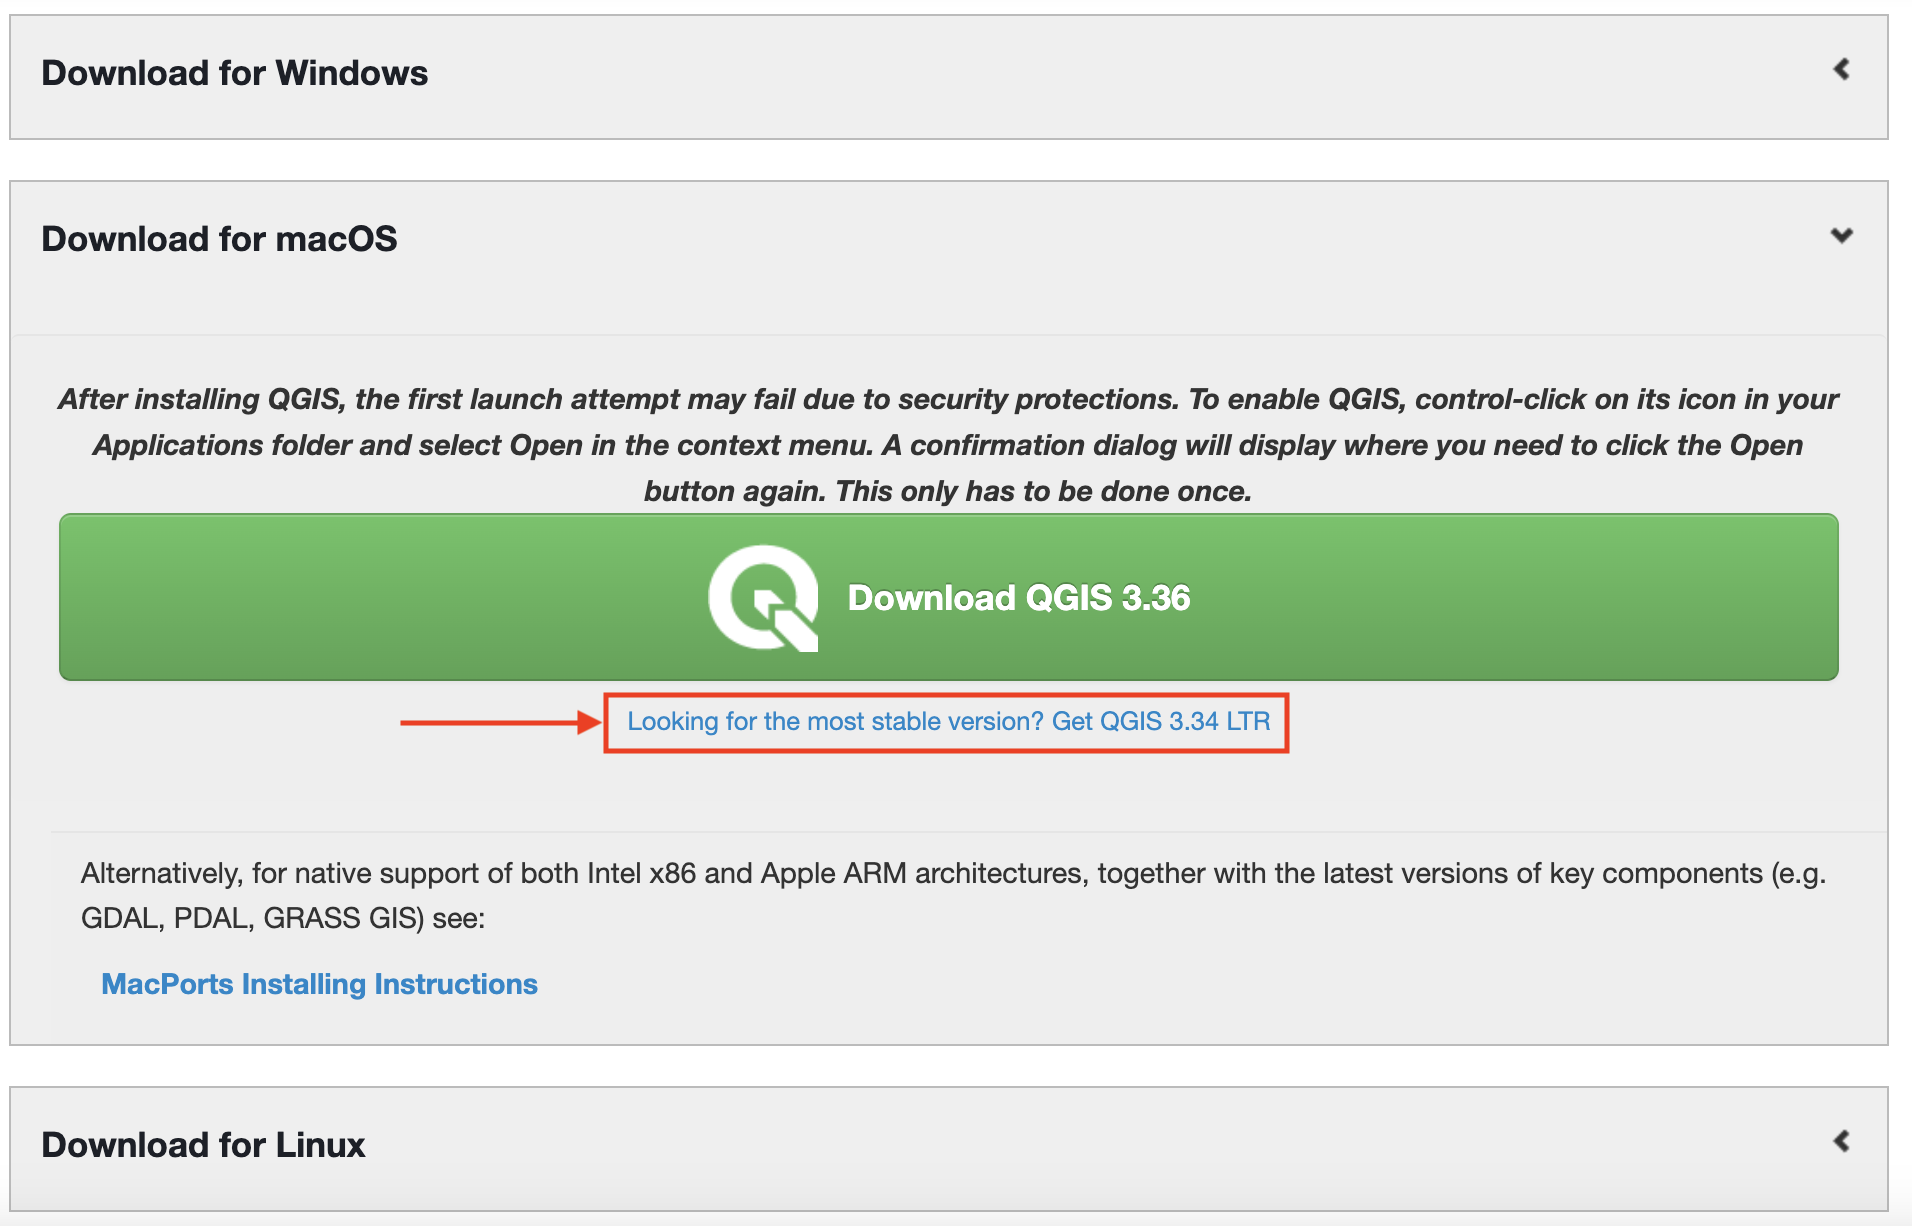 Download for Windows
Download for macOS
After installing QGIS, the first launch attempt may fail due to security protections. To enable QGIS, control-click on its icon in your
Applications folder and select Open in the context menu. A confirmation dialog will display where you need to click the Open
button again. This only has to be done once.
Download QGIS 3.36
Looking for the most stable version? Get QGIS 3.34 LTR
Alternatively, for native support of both Intel x86 and Apple ARM architectures, together with the latest versions of key components (e.g.
GDAL, PDAL, GRASS GIS) see:
MacPorts Installing Instructions
Download for Linux